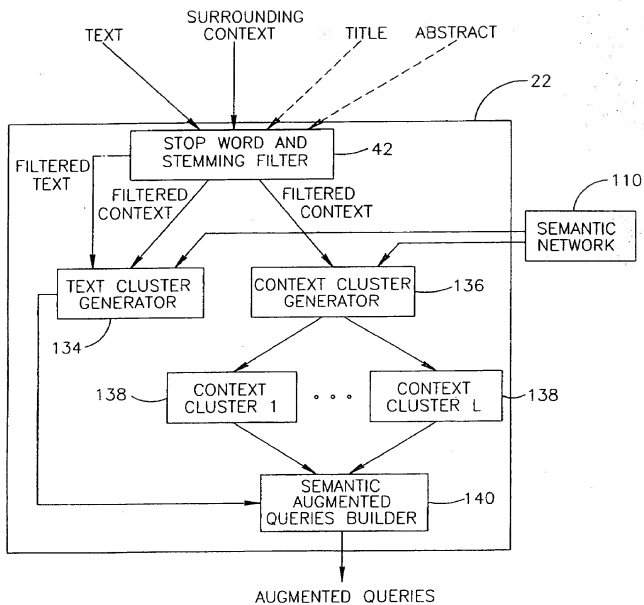 SURROUNDING
CONTEXT
TEXT
TITLE
ABSTRACT
22
STOP WORD AND
STEMMING FILTER
42
FILTERED
TEXT
FILTERED
CONTEXT
FILTERED
CONTEXT
110
SEMANTIC
NETWORK
TEXT CLUSTER
GENERATOR
134
CONTEXT CLUSTER
GENERATOR
136
138
CONTEXT
CLUSTER 1
CONTEXT
CLUSTER L
138
SEMANTIC
AUGMENTED
QUERIES BUILDER
140
AUGMENTED QUERIES